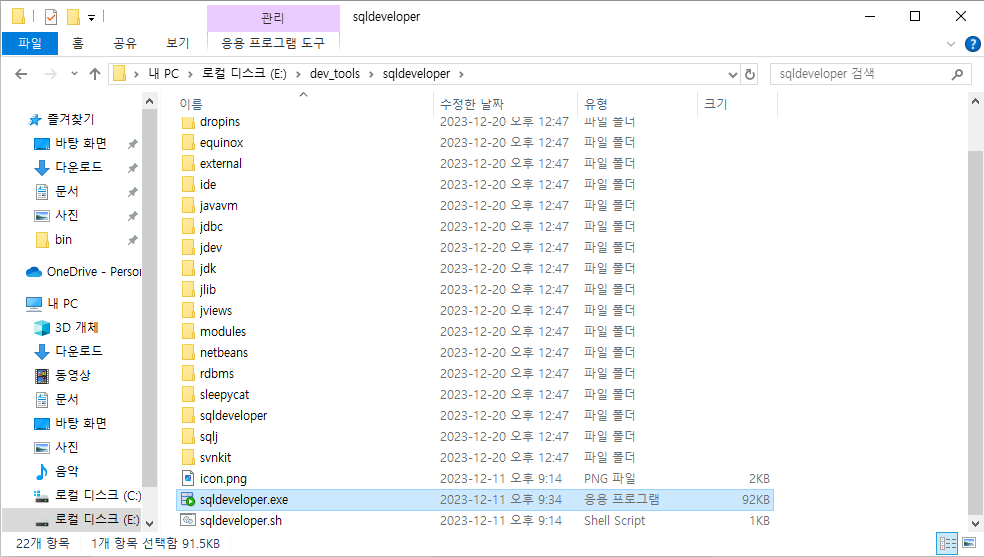 관리
sqldeveloper
파일 홈 공유 보기 응용 프로그램 도구
내 PC 로컬 디스크 (E:) dev_tools sqldeveloper
sqldeveloper 검색
이름 수정한 날짜 유형 크기
즐겨찾기
바탕 화면
다운로드
문서
사진
bin
OneDrive - Person
내 PC
3D 개체
다운로드
동영상
문서
바탕 화면
사진
음악
로컬 디스크 (C:)
로컬 디스크 (E:)
dropins 2023-12-20 오후 12:47 파일 폴더
equinox 2023-12-20 오후 12:47 파일 폴더
external 2023-12-20 오후 12:47 파일 폴더
ide 2023-12-20 오후 12:47 파일 폴더
javavm 2023-12-20 오후 12:47 파일 폴더
jdbc 2023-12-20 오후 12:47 파일 폴더
jdev 2023-12-20 오후 12:47 파일 폴더
jdk 2023-12-20 오후 12:47 파일 폴더
jlib 2023-12-20 오후 12:47 파일 폴더
jviews 2023-12-20 오후 12:47 파일 폴더
modules 2023-12-20 오후 12:47 파일 폴더
netbeans 2023-12-20 오후 12:47 파일 폴더
rdbms 2023-12-20 오후 12:47 파일 폴더
sleepycat 2023-12-20 오후 12:47 파일 폴더
sqldeveloper 2023-12-20 오후 12:47 파일 폴더
sqlj 2023-12-20 오후 12:47 파일 폴더
svnkit 2023-12-20 오후 12:47 파일 폴더
icon.png 2023-12-11 오후 9:14 PNG 파일 2KB
sqldeveloper.exe 2023-12-11 오후 9:34 응용 프로그램 92KB
sqldeveloper.sh 2023-12-11 오후 9:14 Shell Script 1KB
22개 항목 1개 항목 선택함 91.5KB